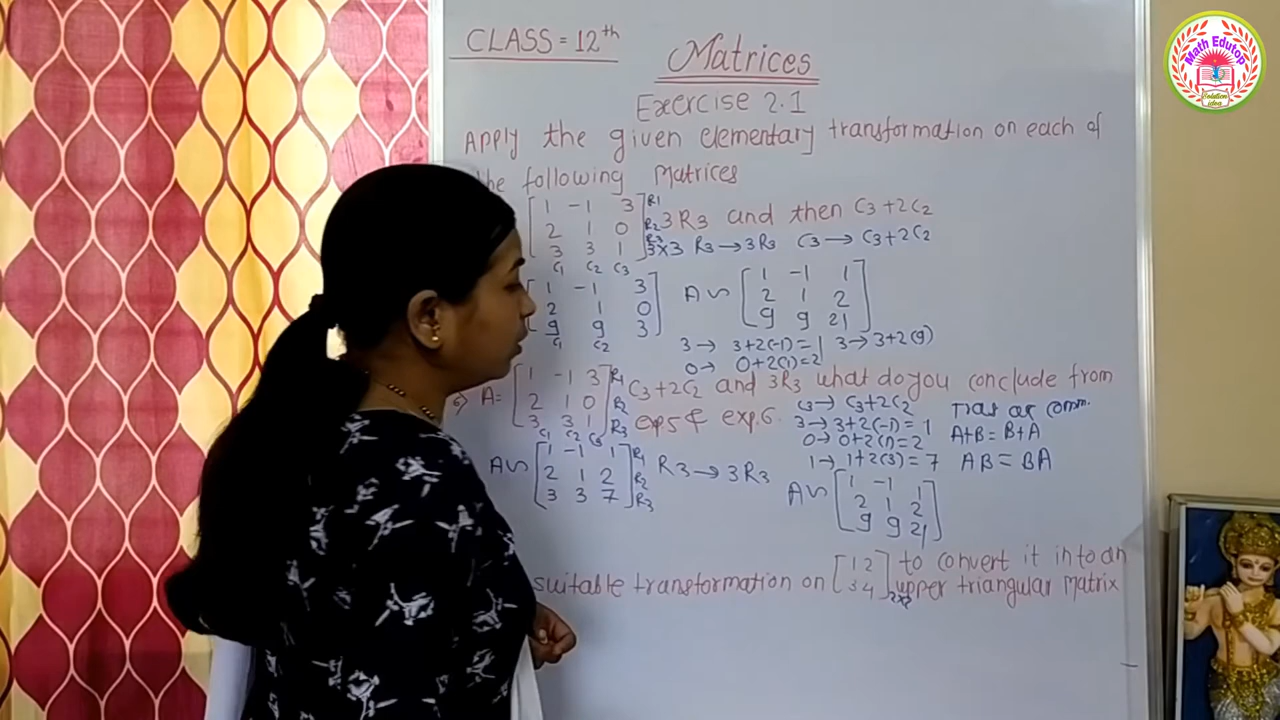 CLASS = 12th
Matrices
Exercise 2.1
Apply the given elementary transformation on each of
the following Matrices
[1 -1 3] R1
[2 1 0] R2
[3 3 1] R3 3x3
C1 C2 C3
3R3 and then C3+2C2
R3 → 3R3 C3 → C3+2C2
[1 -1 3]
[2 1 0]
[9 9 3]
C1 C2
A ~ [1 -1 1]
[2 1 2]
[9 9 21]
3 → 3+2(-1) = 1 3 → 3+2(9)
0 → 0+2(1) = 2
6) A = [1 -1 3] R1
[2 1 0] R2
[3 3 1] R3
C1 C2 C3
C3+2C2 and 3R3 what do you conclude from
exp5 & exp.6.
C3 → C3+2C2
3 → 3+2(-1) = 1
0 → 0+2(1) = 2
1 → 1+2(3) = 7
comm.
A+B = B+A
AB = BA
A ~ [1 -1 1] R1
[2 1 2] R2
[3 3 7] R3
R3 → 3R3
A ~ [1 -1 1]
[2 1 2]
[9 9 21]
suitable transformation on [1 2] to convert it into an
[3 4] 2x2 upper triangular Matrix
Math Edutop
Solution idea